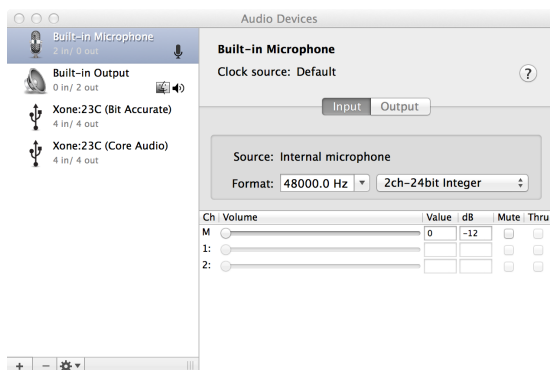 Audio Devices
Built-in Microphone
2 in/ 0 out
Built-in Output
0 in/ 2 out
Xone:23C (Bit Accurate)
4 in/ 4 out
Xone:23C (Core Audio)
4 in/ 4 out
+ −
Built-in Microphone
Clock source: Default
?
Input Output
Source: Internal microphone
Format: 48000.0 Hz 2ch-24bit Integer
Ch Volume Value dB Mute Thru
M 0 -12
1:
2: